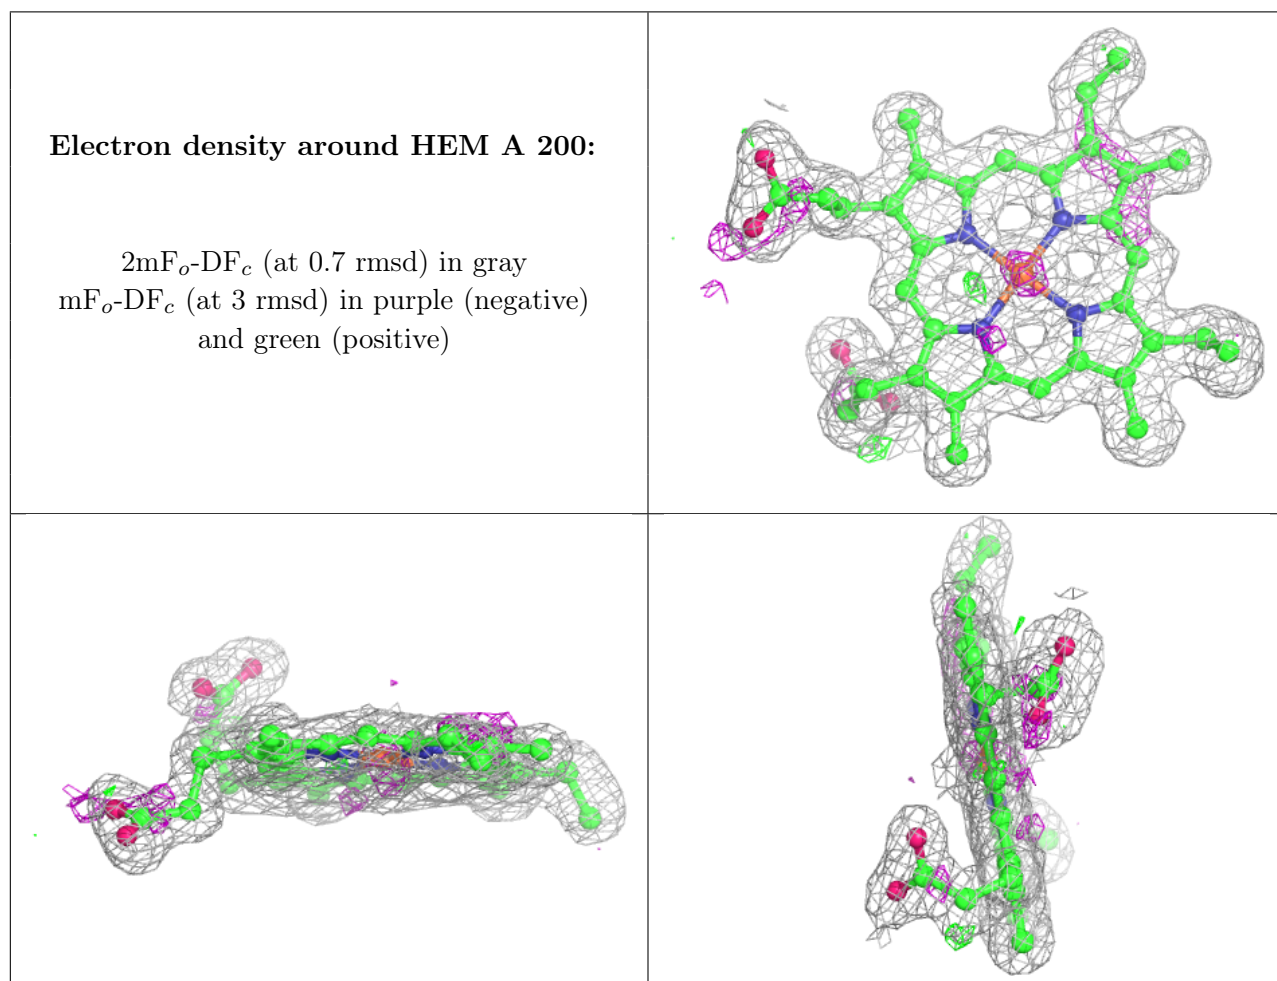 Electron density around HEM A 200:
2mFo-DFc (at 0.7 rmsd) in gray
mFo-DFc (at 3 rmsd) in purple (negative)
and green (positive)